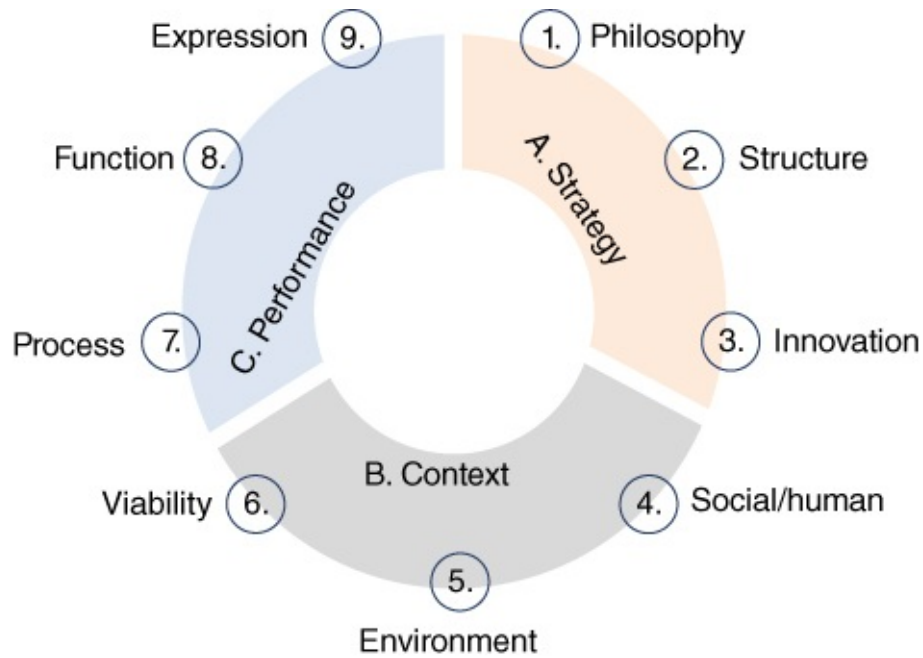 1. Philosophy
2. Structure
3. Innovation
4. Social/human
5.
Environment
Viability 6.
Process 7.
Function 8.
Expression 9.
A. Strategy
B. Context
C. Performance